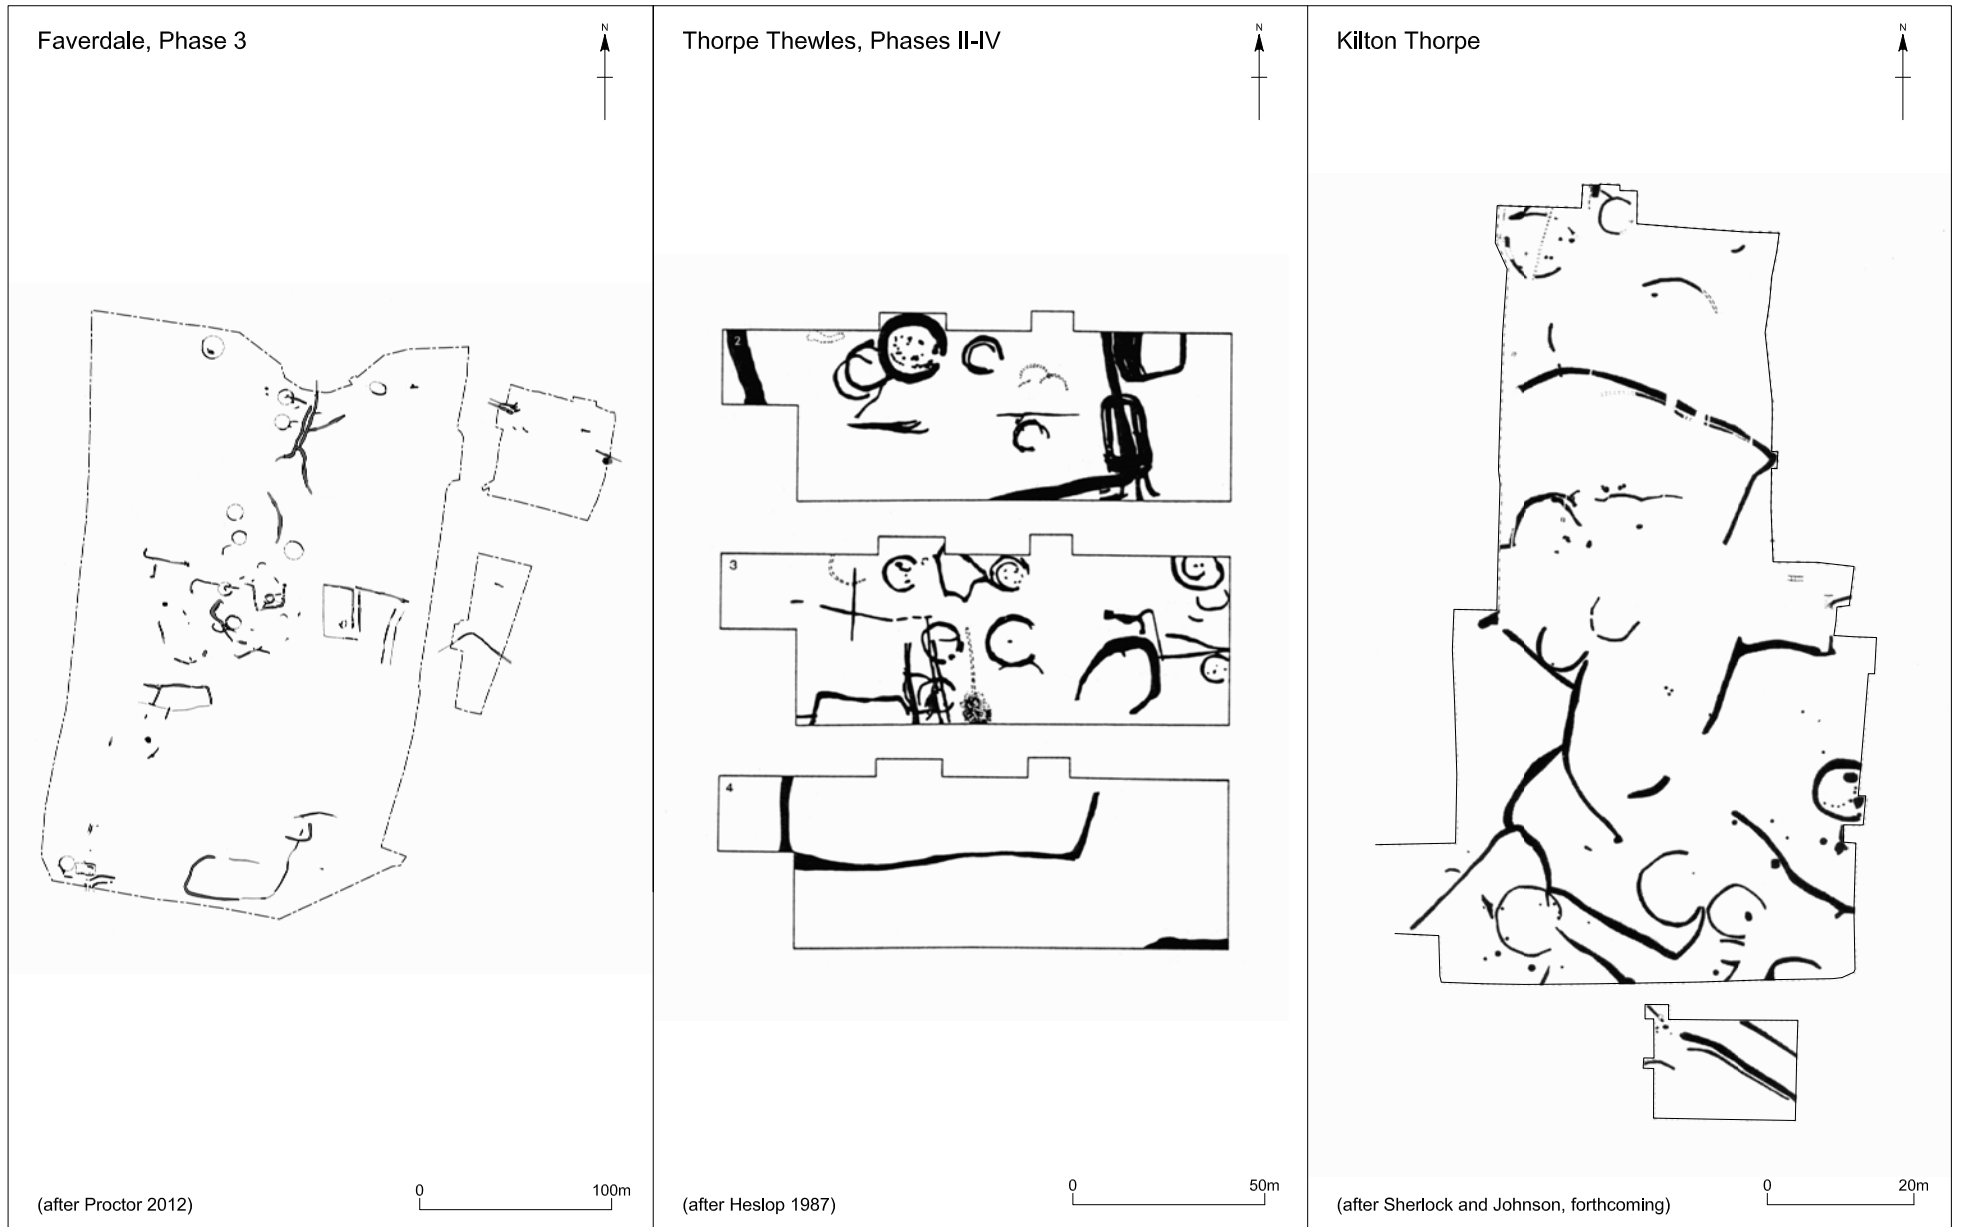 Faverdale, Phase 3
N
(after Proctor 2012)
0 100m
Thorpe Thewles, Phases II-IV
N
2
3
4
(after Heslop 1987)
0 50m
Kilton Thorpe
N
(after Sherlock and Johnson, forthcoming)
0 20m